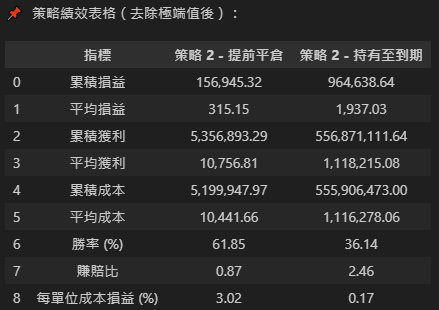 策略績效表格（去除極端值後）：
指標 策略 2 - 提前平倉 策略 2 - 持有至到期
0 累積損益 156,945.32 964,638.64
1 平均損益 315.15 1,937.03
2 累積獲利 5,356,893.29 556,871,111.64
3 平均獲利 10,756.81 1,118,215.08
4 累積成本 5,199,947.97 555,906,473.00
5 平均成本 10,441.66 1,116,278.06
6 勝率 (%) 61.85 36.14
7 賺賠比 0.87 2.46
8 每單位成本損益 (%) 3.02 0.17